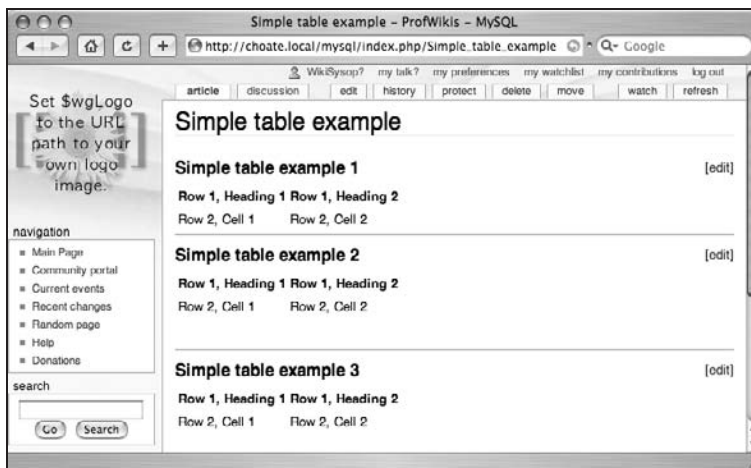 Simple table example – ProfWikis – MySQL
http://choate.local/mysql/index.php/Simple_table_example
Google
WikiSysop? my talk? my preferences my watchlist my contributions log out
article discussion edit history protect delete move watch refresh
Set $wgLogo
to the URL
path to your
own logo
image.
navigation
Main Page
Community portal
Current events
Recent changes
Random page
Help
Donations
search
Go Search
Simple table example
Simple table example 1 [edit]
Row 1, Heading 1 Row 1, Heading 2
Row 2, Cell 1 Row 2, Cell 2
Simple table example 2 [edit]
Row 1, Heading 1 Row 1, Heading 2
Row 2, Cell 1 Row 2, Cell 2
Simple table example 3 [edit]
Row 1, Heading 1 Row 1, Heading 2
Row 2, Cell 1 Row 2, Cell 2